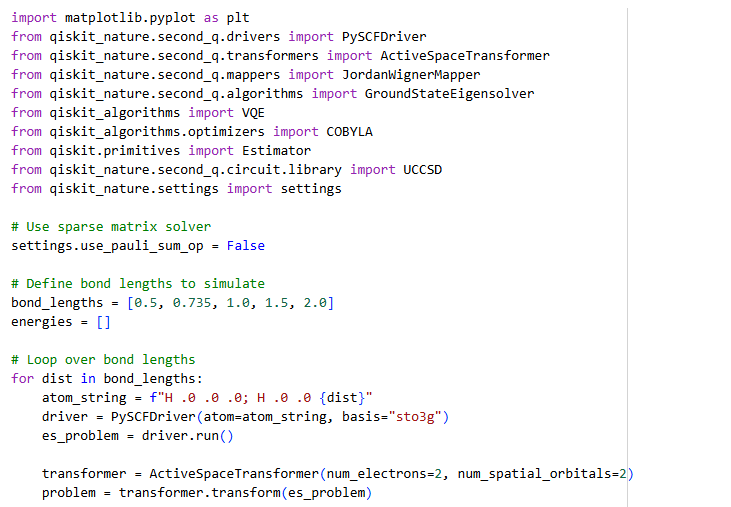 import matplotlib.pyplot as plt
from qiskit_nature.second_q.drivers import PySCFDriver
from qiskit_nature.second_q.transformers import ActiveSpaceTransformer
from qiskit_nature.second_q.mappers import JordanWignerMapper
from qiskit_nature.second_q.algorithms import GroundStateEigensolver
from qiskit_algorithms import VQE
from qiskit_algorithms.optimizers import COBYLA
from qiskit.primitives import Estimator
from qiskit_nature.second_q.circuit.library import UCCSD
from qiskit_nature.settings import settings

# Use sparse matrix solver
settings.use_pauli_sum_op = False

# Define bond lengths to simulate
bond_lengths = [0.5, 0.735, 1.0, 1.5, 2.0]
energies = []

# Loop over bond lengths
for dist in bond_lengths:
    atom_string = f"H .0 .0 .0; H .0 .0 {dist}"
    driver = PySCFDriver(atom=atom_string, basis="sto3g")
    es_problem = driver.run()

    transformer = ActiveSpaceTransformer(num_electrons=2, num_spatial_orbitals=2)
    problem = transformer.transform(es_problem)